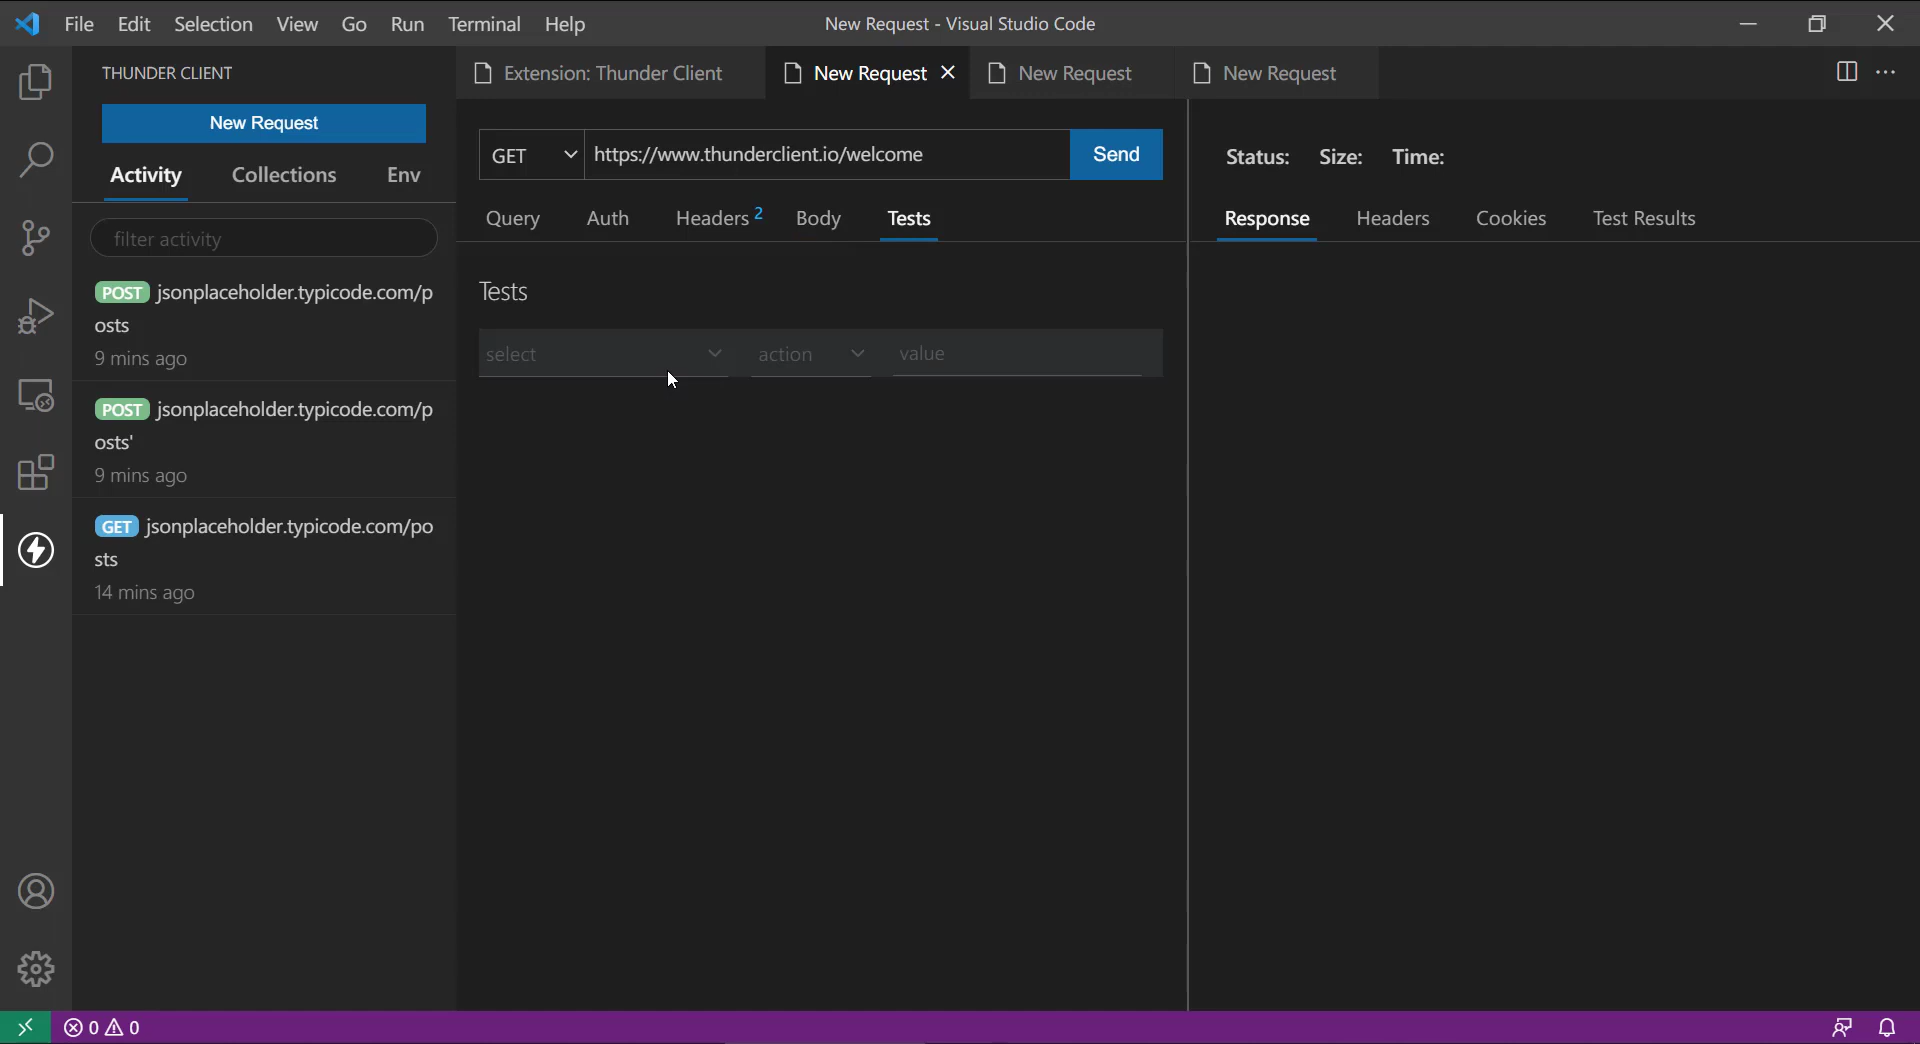 File Edit Selection View Go Run Terminal Help
New Request - Visual Studio Code
THUNDER CLIENT
New Request
Activity Collections Env
filter activity
POST jsonplaceholder.typicode.com/p
osts
9 mins ago
POST jsonplaceholder.typicode.com/p
osts'
9 mins ago
GET jsonplaceholder.typicode.com/po
sts
14 mins ago
Extension: Thunder Client New Request New Request New Request
GET https://www.thunderclient.io/welcome Send
Query Auth Headers 2 Body Tests
Tests
select action value
Status: Size: Time:
Response Headers Cookies Test Results
0 0